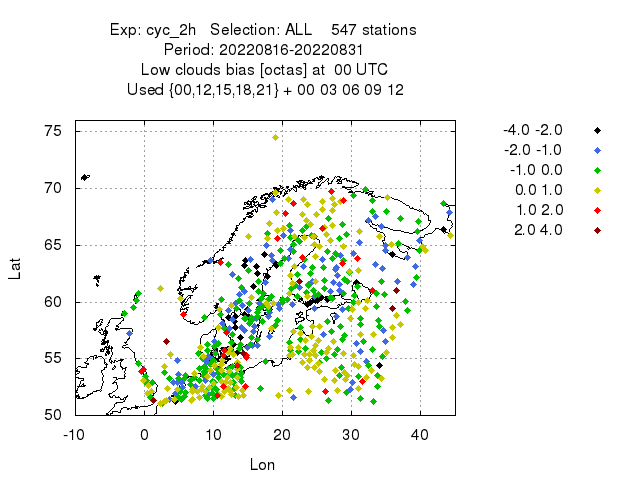 Exp: cyc_2h   Selection: ALL    547 stations
Period: 20220816-20220831
Low clouds bias [octas] at  00 UTC
Used {00,12,15,18,21} + 00 03 06 09 12
-4.0 -2.0
-2.0 -1.0
-1.0 0.0
0.0 1.0
1.0 2.0
2.0 4.0
75
70
65
60
55
50
Lat
-10 0 10 20 30 40
Lon